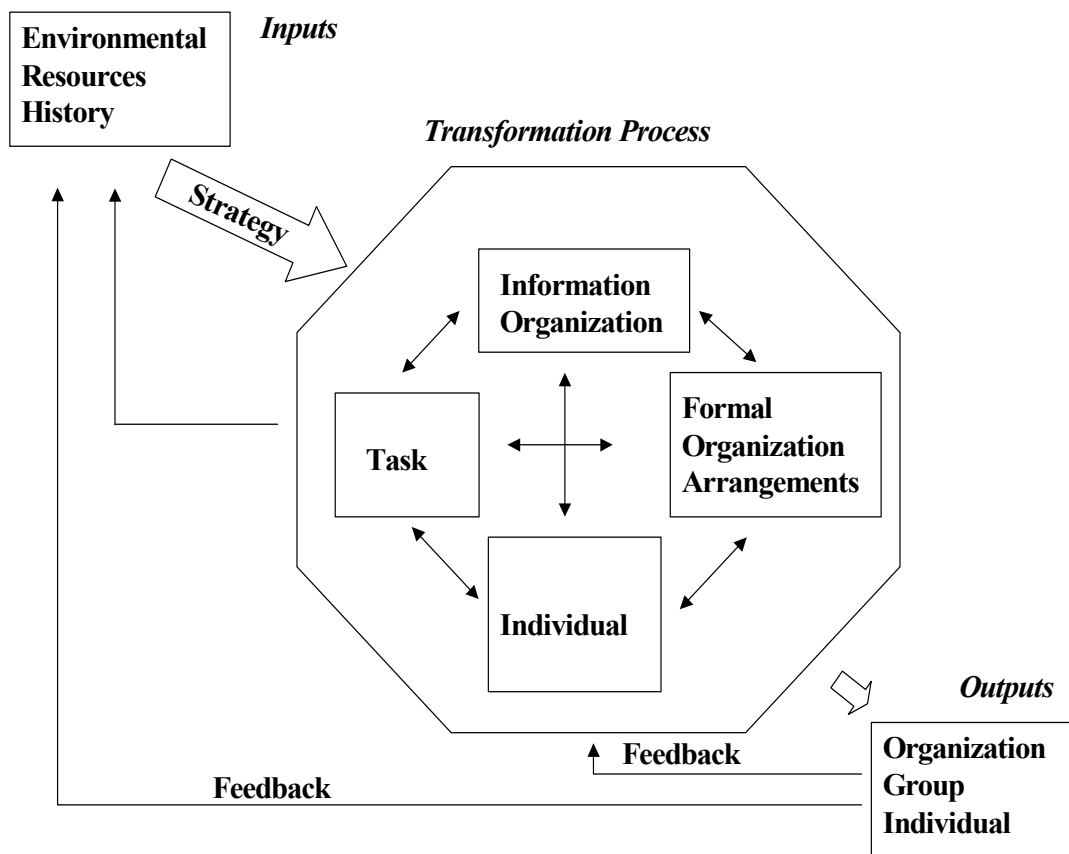 Inputs
Environmental
Resources
History
Transformation Process
Strategy
Information
Organization
Task
Formal
Organization
Arrangements
Individual
Outputs
Organization
Group
Individual
Feedback
Feedback